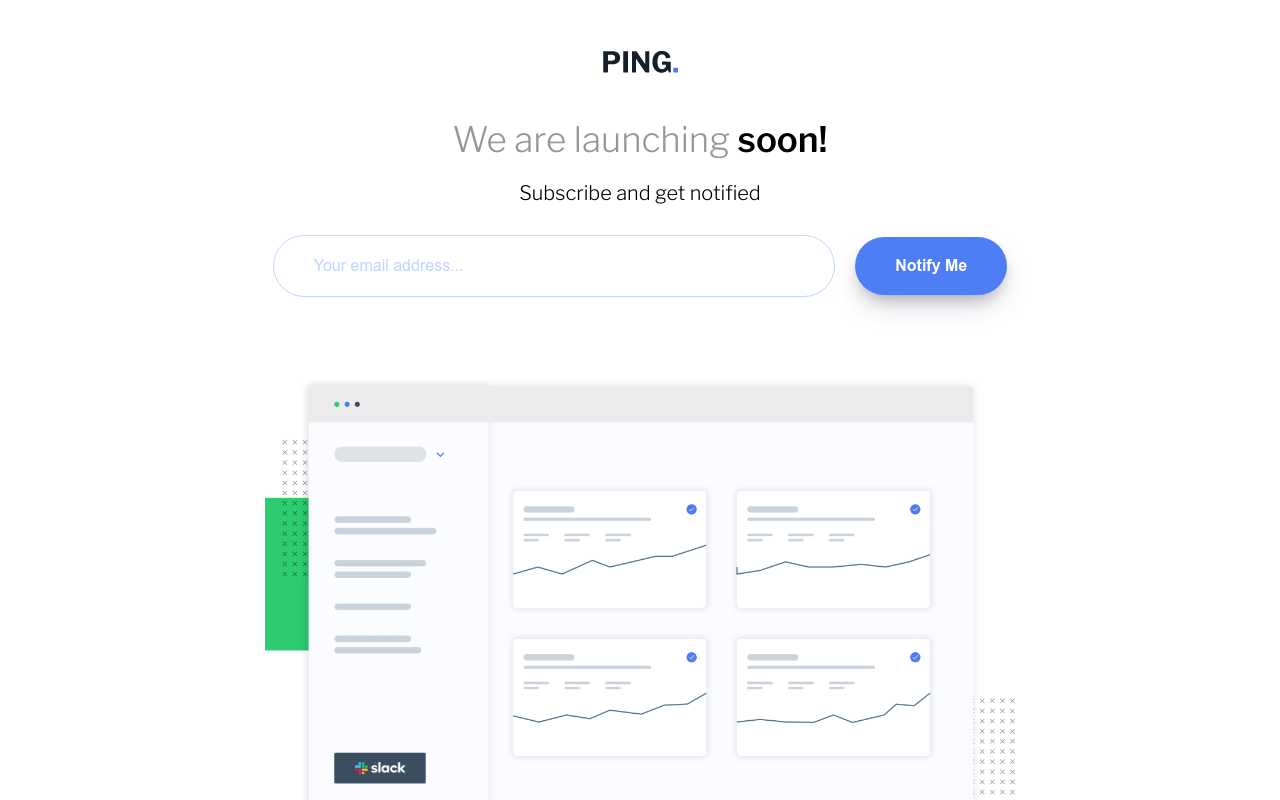 PING.
We are launching soon!
Subscribe and get notified
Your email address...
Notify Me
slack